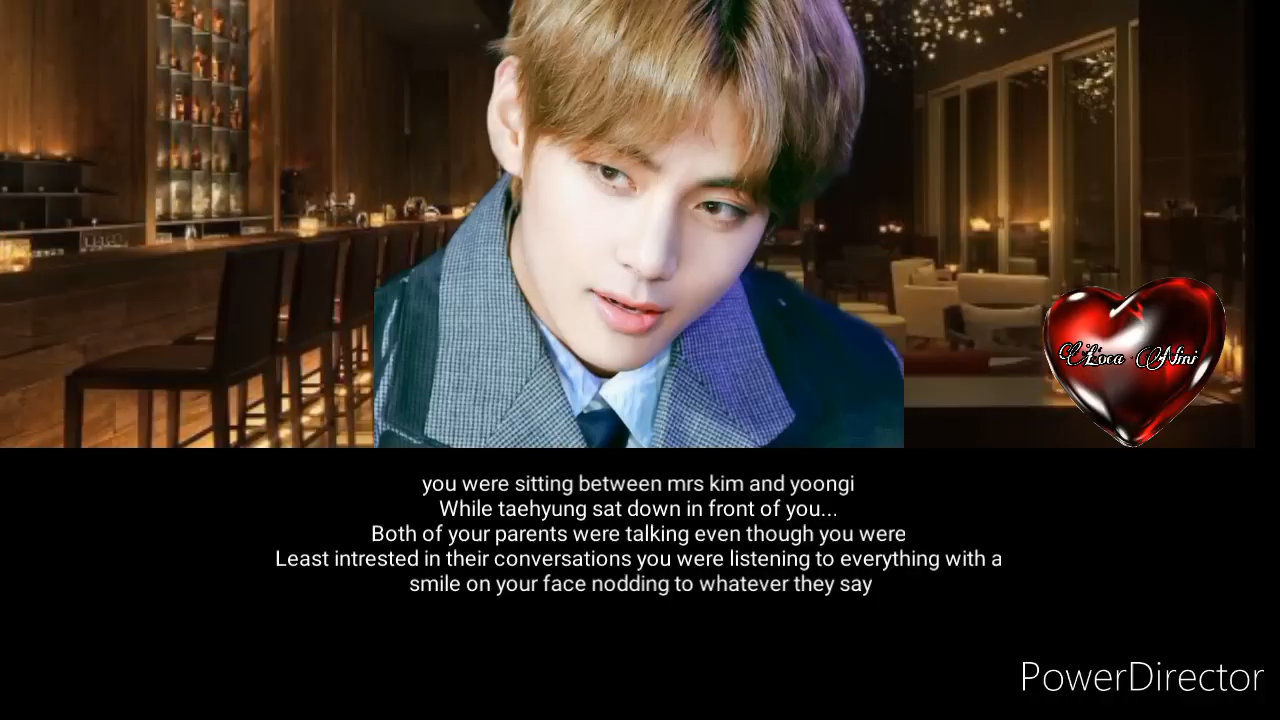 Loca Nini
you were sitting between mrs kim and yoongi
While taehyung sat down in front of you...
Both of your parents were talking even though you were
Least intrested in their conversations you were listening to everything with a
smile on your face nodding to whatever they say
PowerDirector